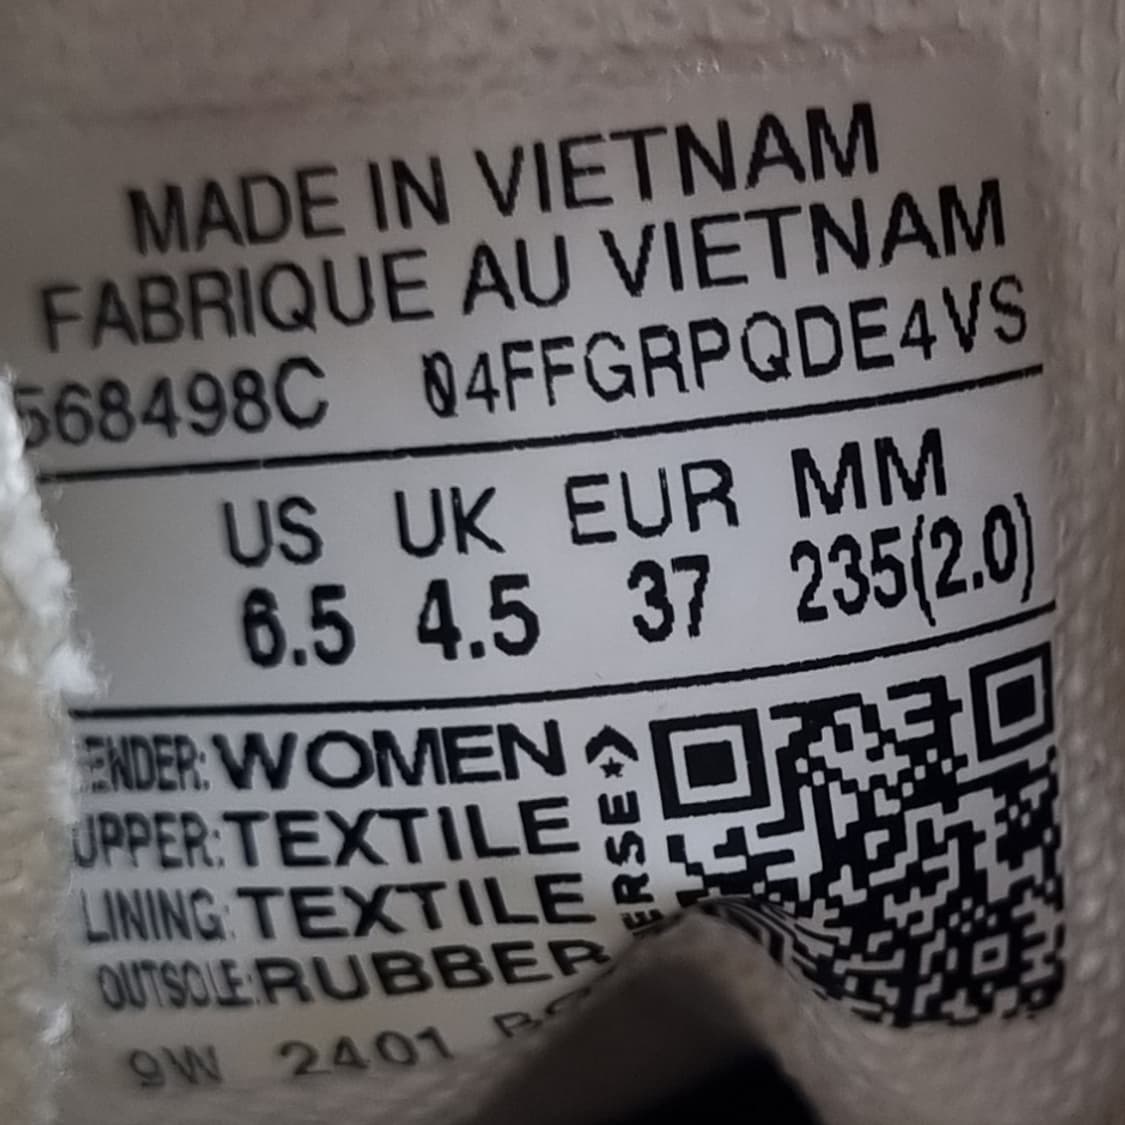 MADE IN VIETNAM
FABRIQUE AU VIETNAM
568498C 04FFGRPQDE4VS
US UK EUR MM
6.5 4.5 37 235(2.0)
ENDER: WOMEN
UPPER: TEXTILE
LINING: TEXTILE
OUTSOLE: RUBBER
9W 2401